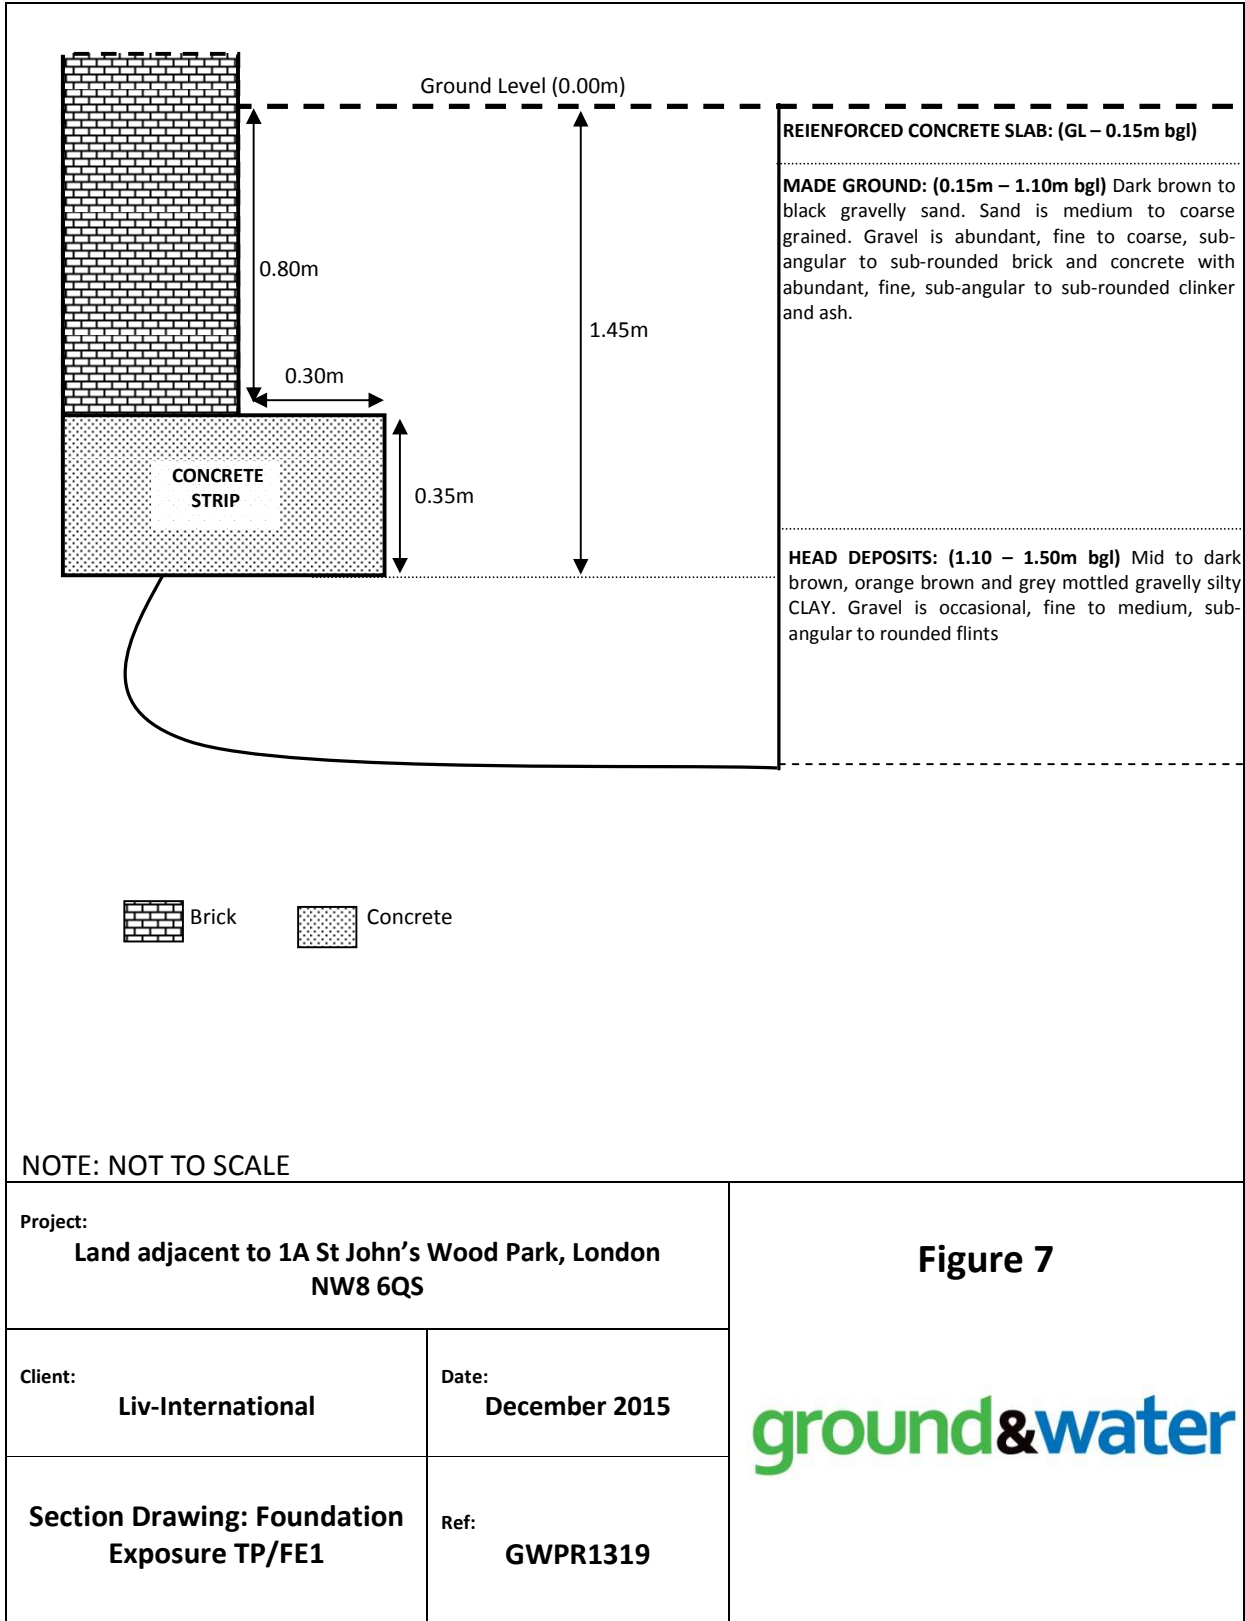 Ground Level (0.00m)
REIENFORCED CONCRETE SLAB: (GL – 0.15m bgl)
MADE GROUND: (0.15m – 1.10m bgl) Dark brown to
black gravelly sand. Sand is medium to coarse
grained. Gravel is abundant, fine to coarse, sub-
angular to sub-rounded brick and concrete with
abundant, fine, sub-angular to sub-rounded clinker
and ash.
0.80m
1.45m
0.30m
CONCRETE
STRIP
0.35m
HEAD DEPOSITS: (1.10 – 1.50m bgl) Mid to dark
brown, orange brown and grey mottled gravelly silty
CLAY. Gravel is occasional, fine to medium, sub-
angular to rounded flints
Brick
Concrete
NOTE: NOT TO SCALE
Project:
Land adjacent to 1A St John’s Wood Park, London
NW8 6QS
Figure 7
Client:
Liv-International
Date:
December 2015
ground&water
Section Drawing: Foundation
Exposure TP/FE1
Ref:
GWPR1319